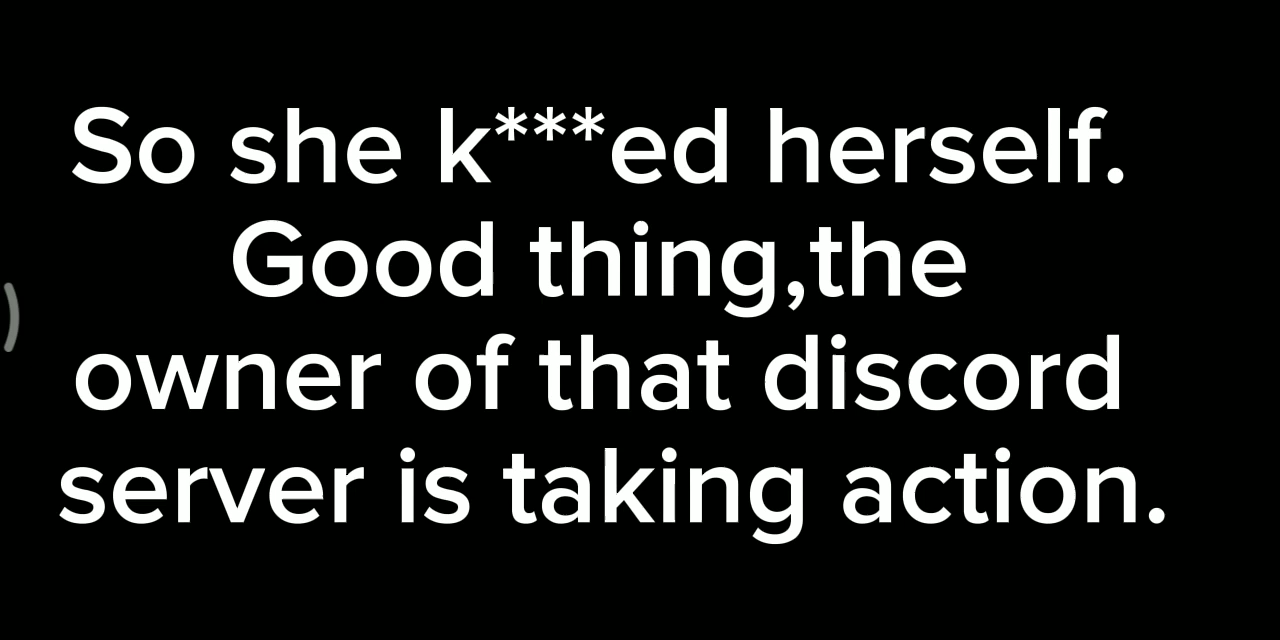 So she k***ed herself.
Good thing,the
owner of that discord
server is taking action.